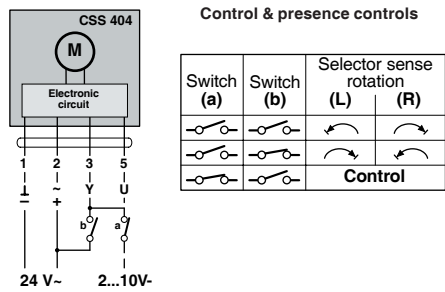 CSS 404
M
Electronic
circuit
1 2 3 5
~ Y U
+
b a
24 V~ 2...10V-
Control & presence controls
Switch Switch Selector sense
rotation
(a) (b) (L) (R)
Control